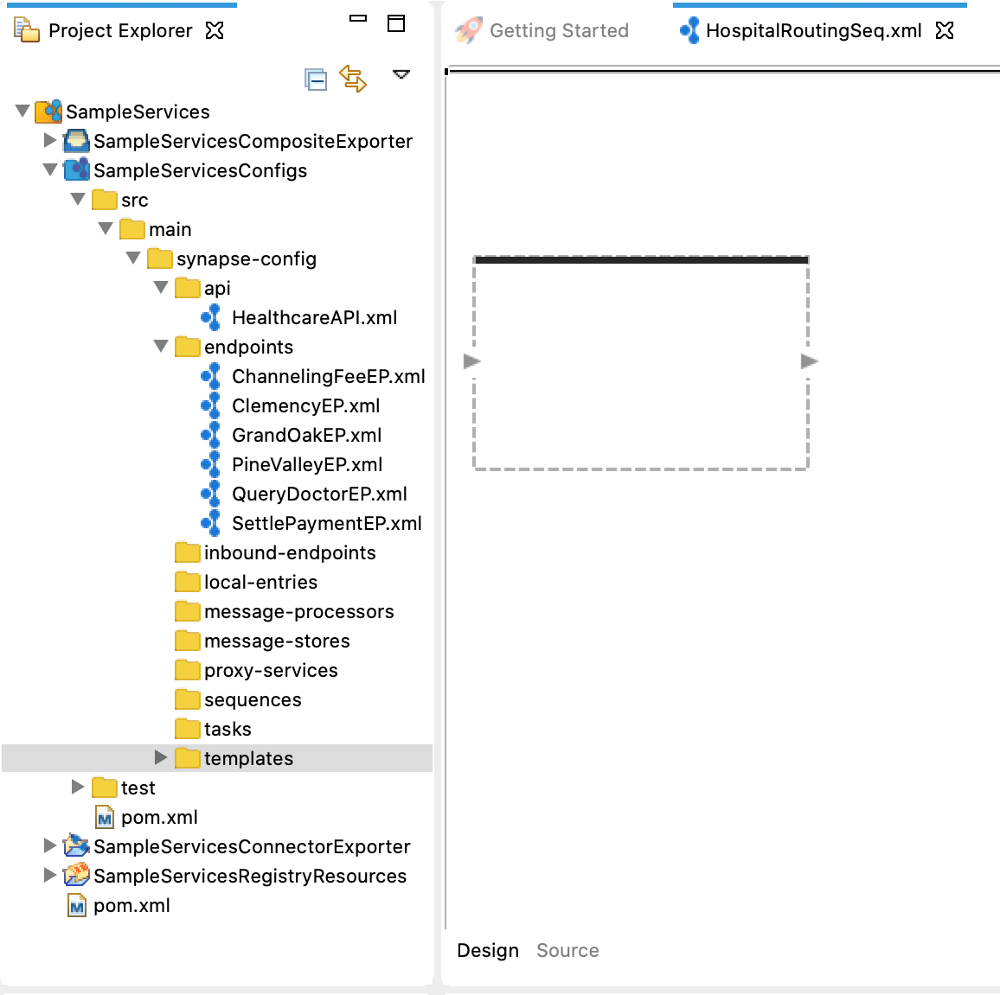 Project Explorer
Getting Started
HospitalRoutingSeq.xml
SampleServices
SampleServicesCompositeExporter
SampleServicesConfigs
src
main
synapse-config
api
HealthcareAPI.xml
endpoints
ChannelingFeeEP.xml
ClemencyEP.xml
GrandOakEP.xml
PineValleyEP.xml
QueryDoctorEP.xml
SettlePaymentEP.xml
inbound-endpoints
local-entries
message-processors
message-stores
proxy-services
sequences
tasks
templates
test
M pom.xml
SampleServicesConnectorExporter
SampleServicesRegistryResources
M pom.xml
Design Source